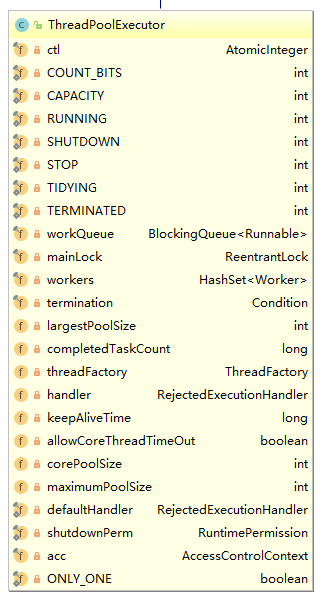 ThreadPoolExecutor
ctl AtomicInteger
COUNT_BITS int
CAPACITY int
RUNNING int
SHUTDOWN int
STOP int
TIDYING int
TERMINATED int
workQueue BlockingQueue<Runnable>
mainLock ReentrantLock
workers HashSet<Worker>
termination Condition
largestPoolSize int
completedTaskCount long
threadFactory ThreadFactory
handler RejectedExecutionHandler
keepAliveTime long
allowCoreThreadTimeOut boolean
corePoolSize int
maximumPoolSize int
defaultHandler RejectedExecutionHandler
shutdownPerm RuntimePermission
acc AccessControlContext
ONLY_ONE boolean